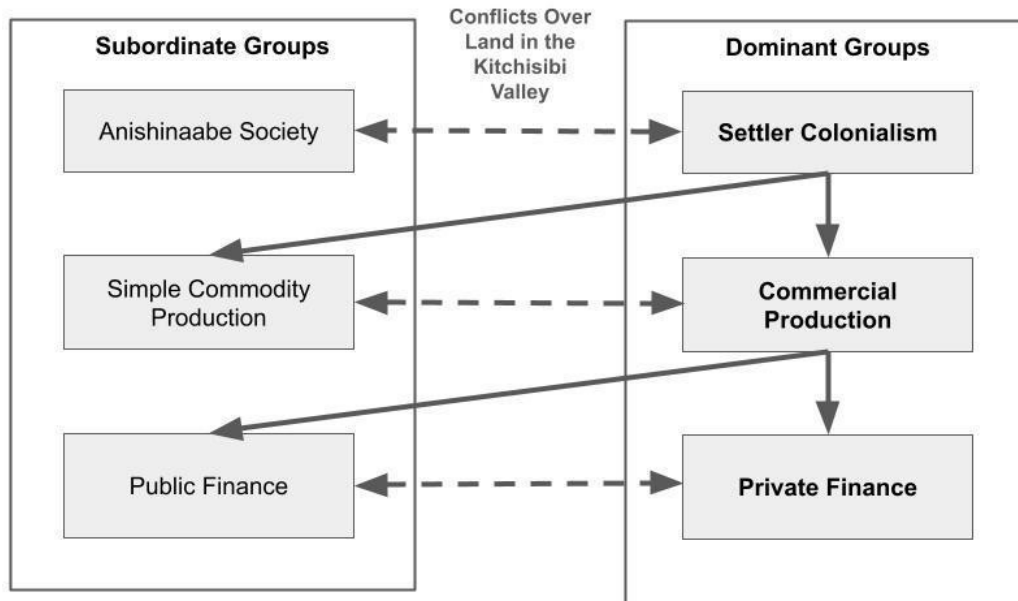 Subordinate Groups
Conflicts Over
Land in the
Kitchisibi
Valley
Dominant Groups
Anishinaabe Society
Settler Colonialism
Simple Commodity
Production
Commercial
Production
Public Finance
Private Finance